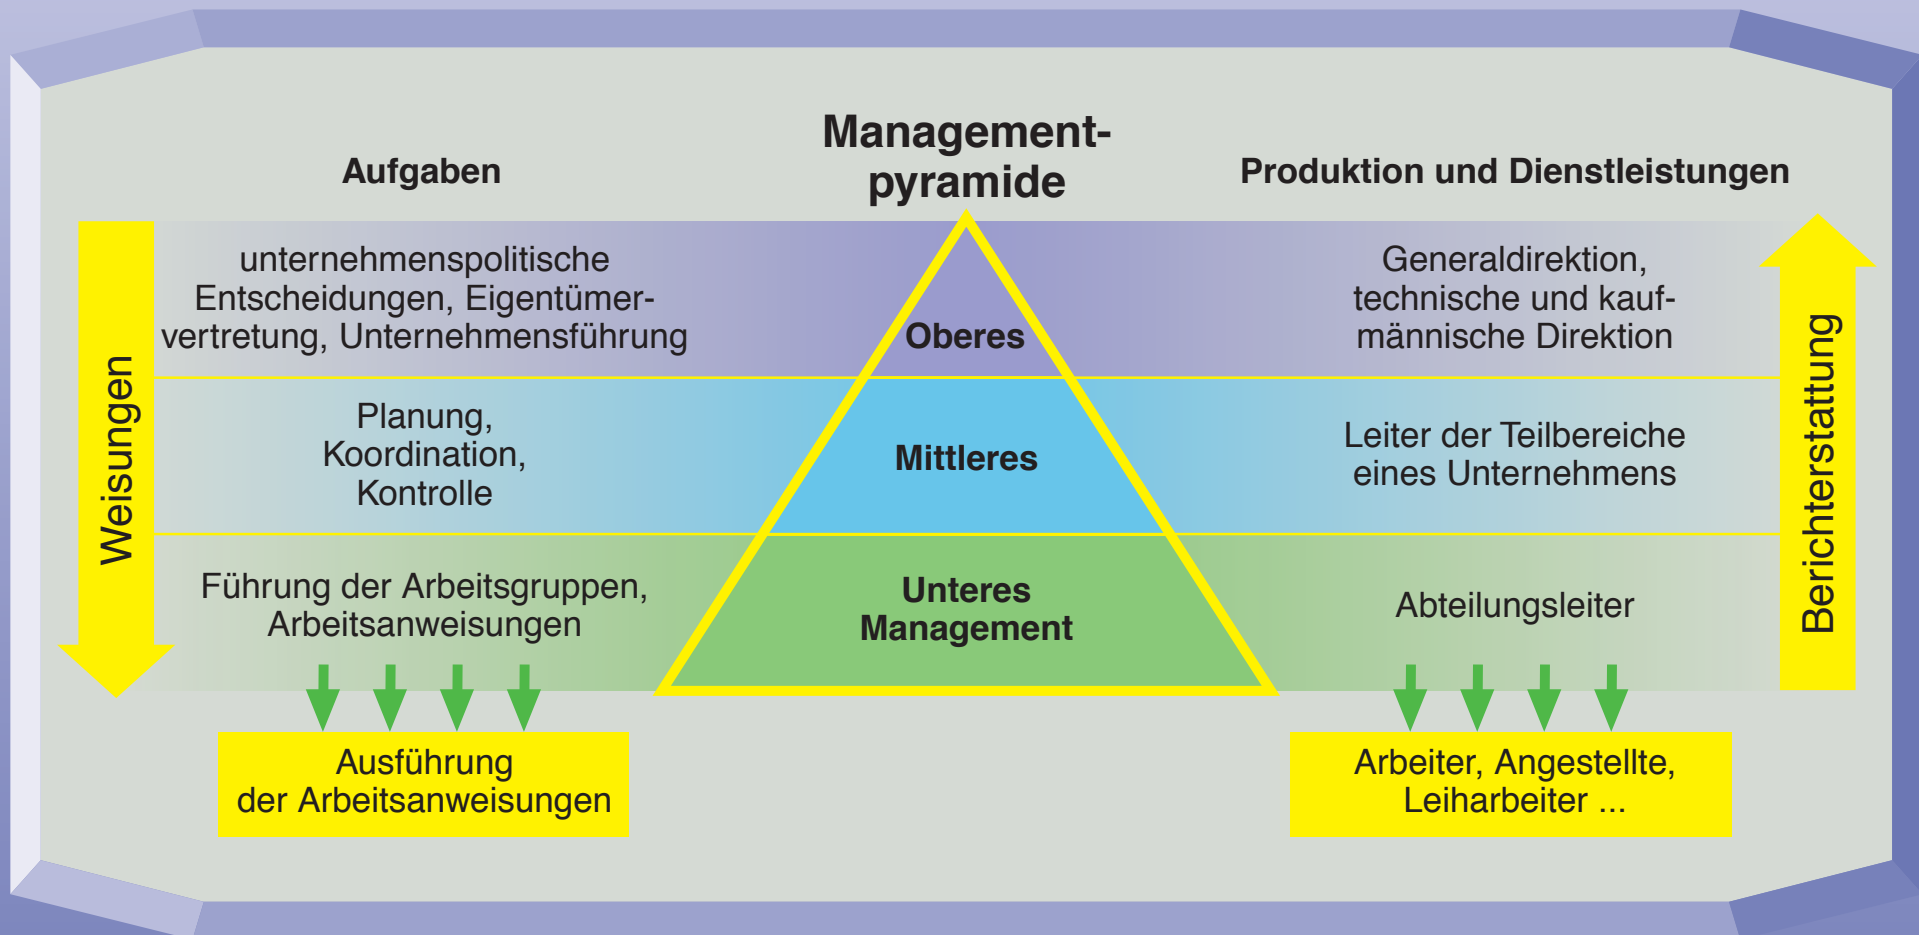 Management-
pyramide
Aufgaben
Produktion und Dienstleistungen
Weisungen
unternehmenspolitische
Entscheidungen, Eigentümer-
vertretung, Unternehmensführung
Oberes
Generaldirektion,
technische und kauf-
männische Direktion
Planung,
Koordination,
Kontrolle
Mittleres
Leiter der Teilbereiche
eines Unternehmens
Führung der Arbeitsgruppen,
Arbeitsanweisungen
Unteres
Management
Abteilungsleiter
Berichterstattung
Ausführung
der Arbeitsanweisungen
Arbeiter, Angestellte,
Leiharbeiter ...